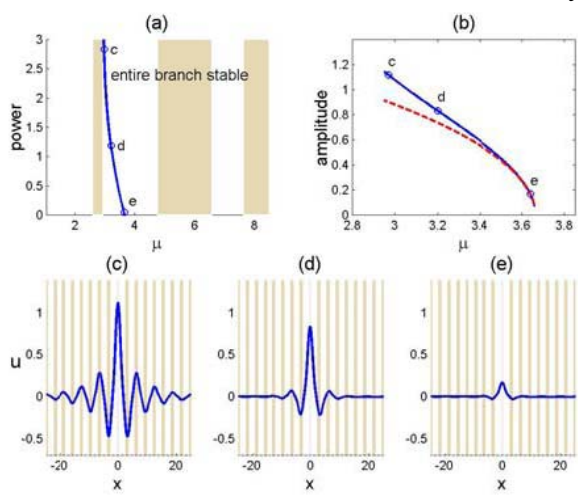 (a)
3
2.5
2
1.5
1
0.5
0
power
c
entire branch stable
d
e
2 4 6 8
μ
(b)
1.2
1
0.8
0.6
0.4
0.2
0
amplitude
c
d
e
2.8 3 3.2 3.4 3.6 3.8
μ
(c)
1
0.5
0
-0.5
u
-20 0 20
x
(d)
1
0.5
0
-0.5
-20 0 20
x
(e)
1
0.5
0
-0.5
-20 0 20
x